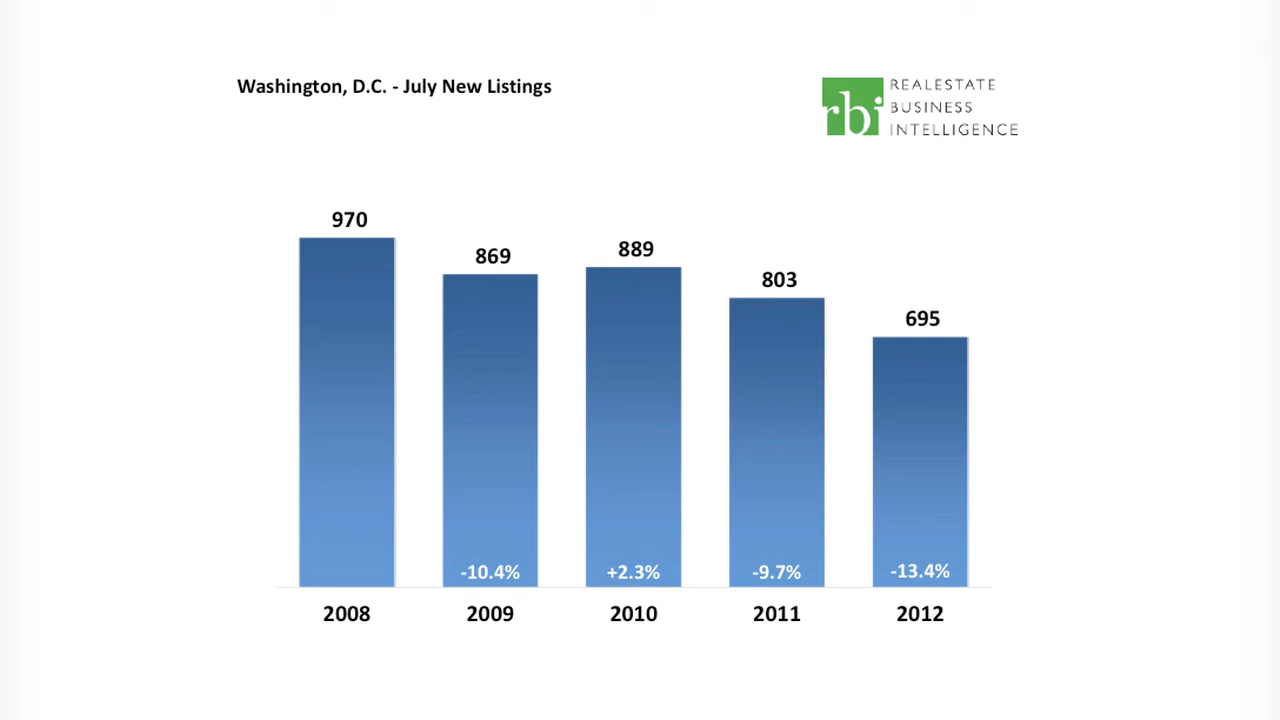 Washington, D.C. - July New Listings
rbi
REALESTATE
BUSINESS
INTELLIGENCE
970
869
889
803
695
-10.4%
+2.3%
-9.7%
-13.4%
2008
2009
2010
2011
2012